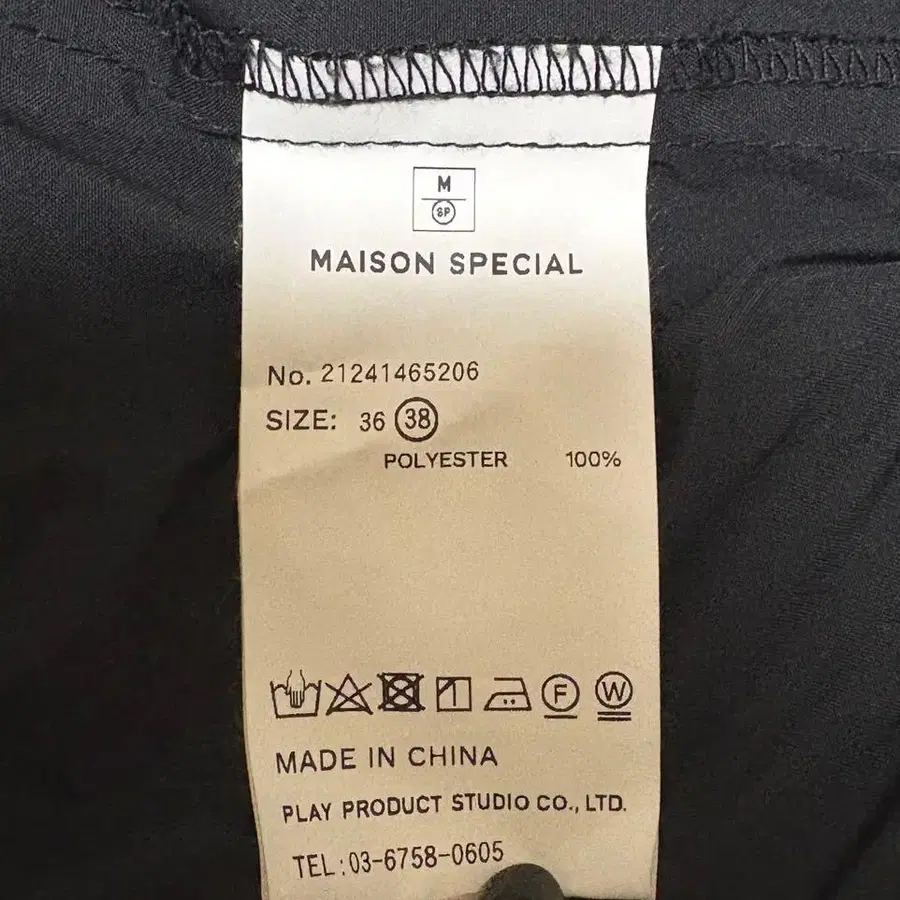 M
SP
MAISON SPECIAL
No. 21241465206
SIZE: 36 38
POLYESTER 100%
F W
MADE IN CHINA
PLAY PRODUCT STUDIO CO., LTD.
TEL:03-6758-0605